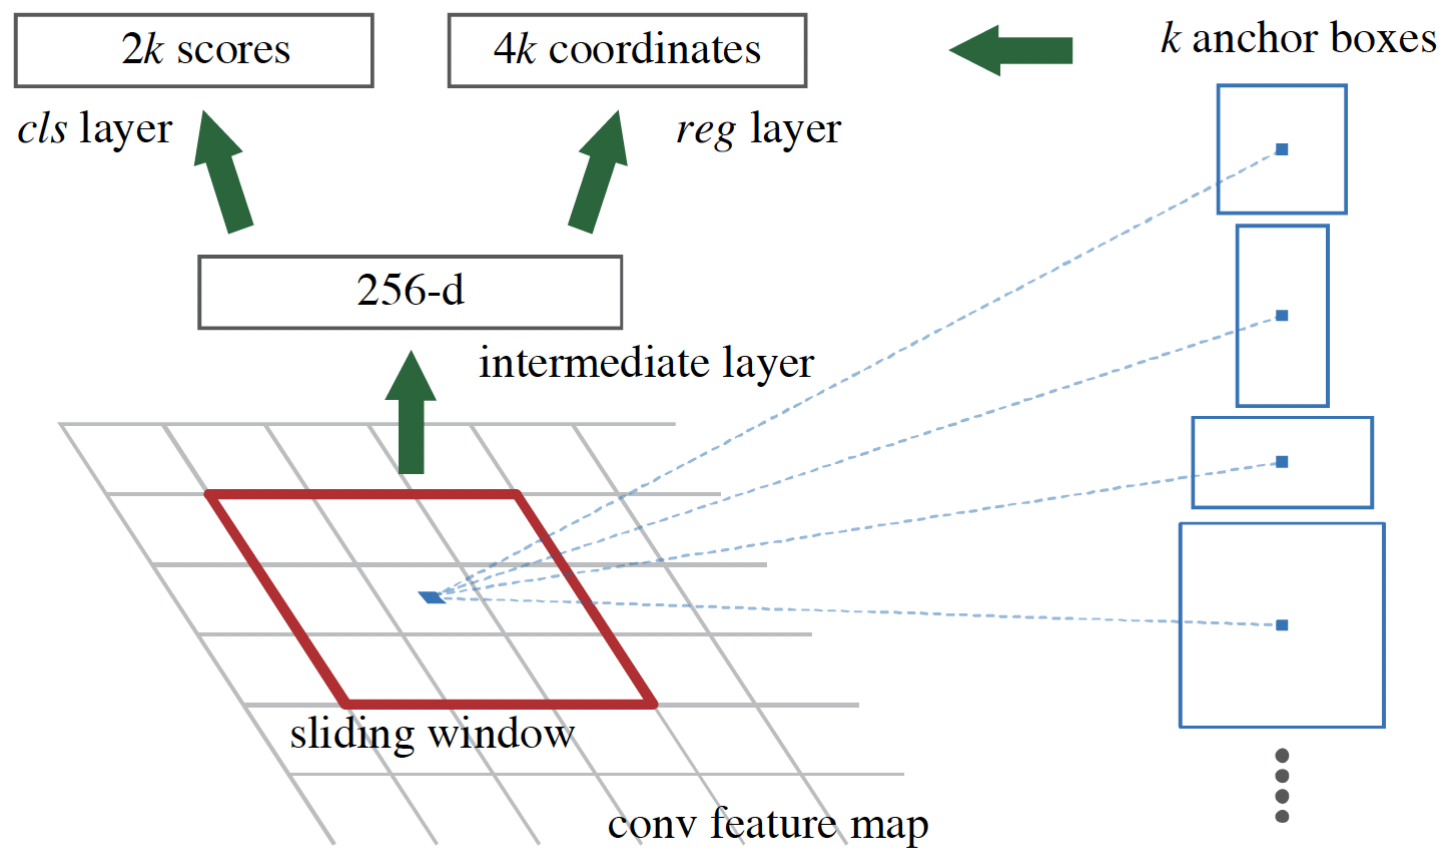 2k scores
4k coordinates
k anchor boxes
cls layer
reg layer
256-d
intermediate layer
sliding window
conv feature map